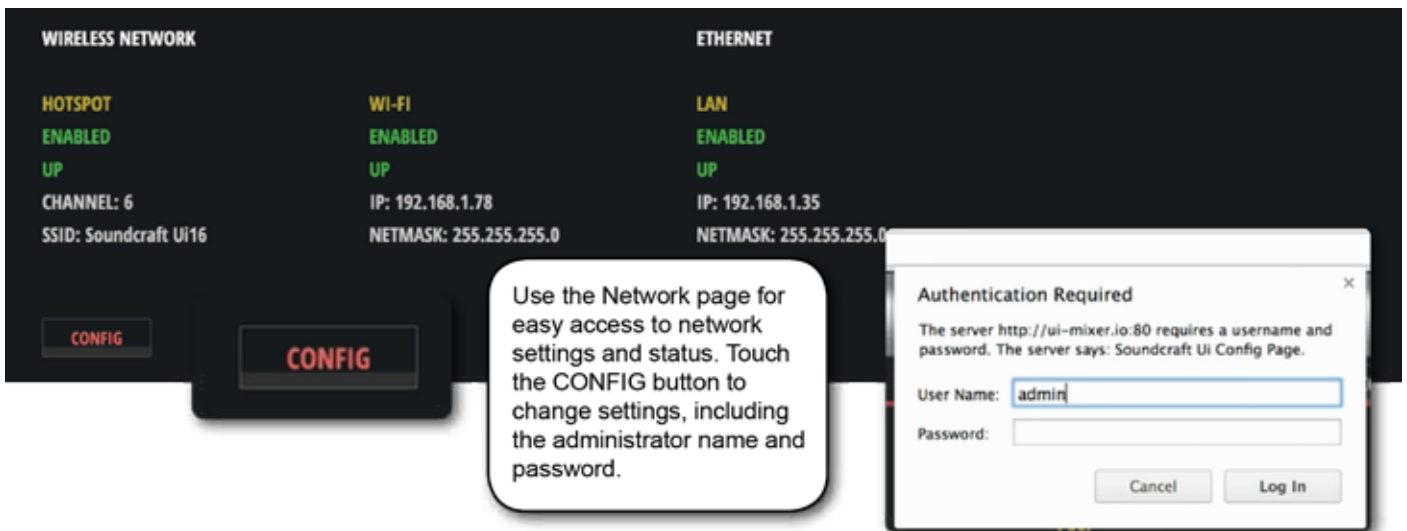 WIRELESS NETWORK
ETHERNET
HOTSPOT
WI-FI
LAN
ENABLED
ENABLED
ENABLED
UP
UP
UP
CHANNEL: 6
IP: 192.168.1.78
IP: 192.168.1.35
SSID: Soundcraft Ui16
NETMASK: 255.255.255.0
NETMASK: 255.255.255.0
CONFIG
CONFIG
Use the Network page for
easy access to network
settings and status. Touch
the CONFIG button to
change settings, including
the administrator name and
password.
Authentication Required
The server http://ui-mixer.io:80 requires a username and
password. The server says: Soundcraft Ui Config Page.
User Name: admin
Password:
Cancel
Log In